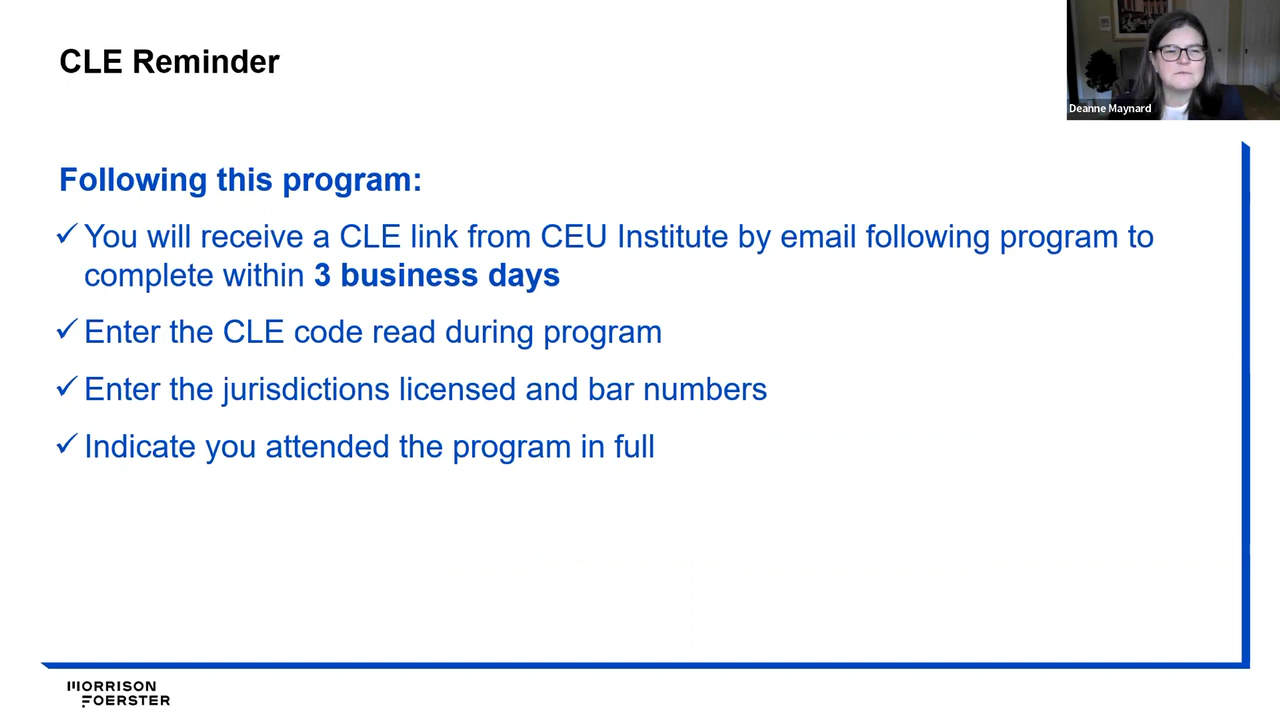 CLE Reminder
Deanne Maynard
Following this program:
✓ You will receive a CLE link from CEU Institute by email following program to
complete within 3 business days
✓ Enter the CLE code read during program
✓ Enter the jurisdictions licensed and bar numbers
✓ Indicate you attended the program in full
MORRISON
FOERSTER